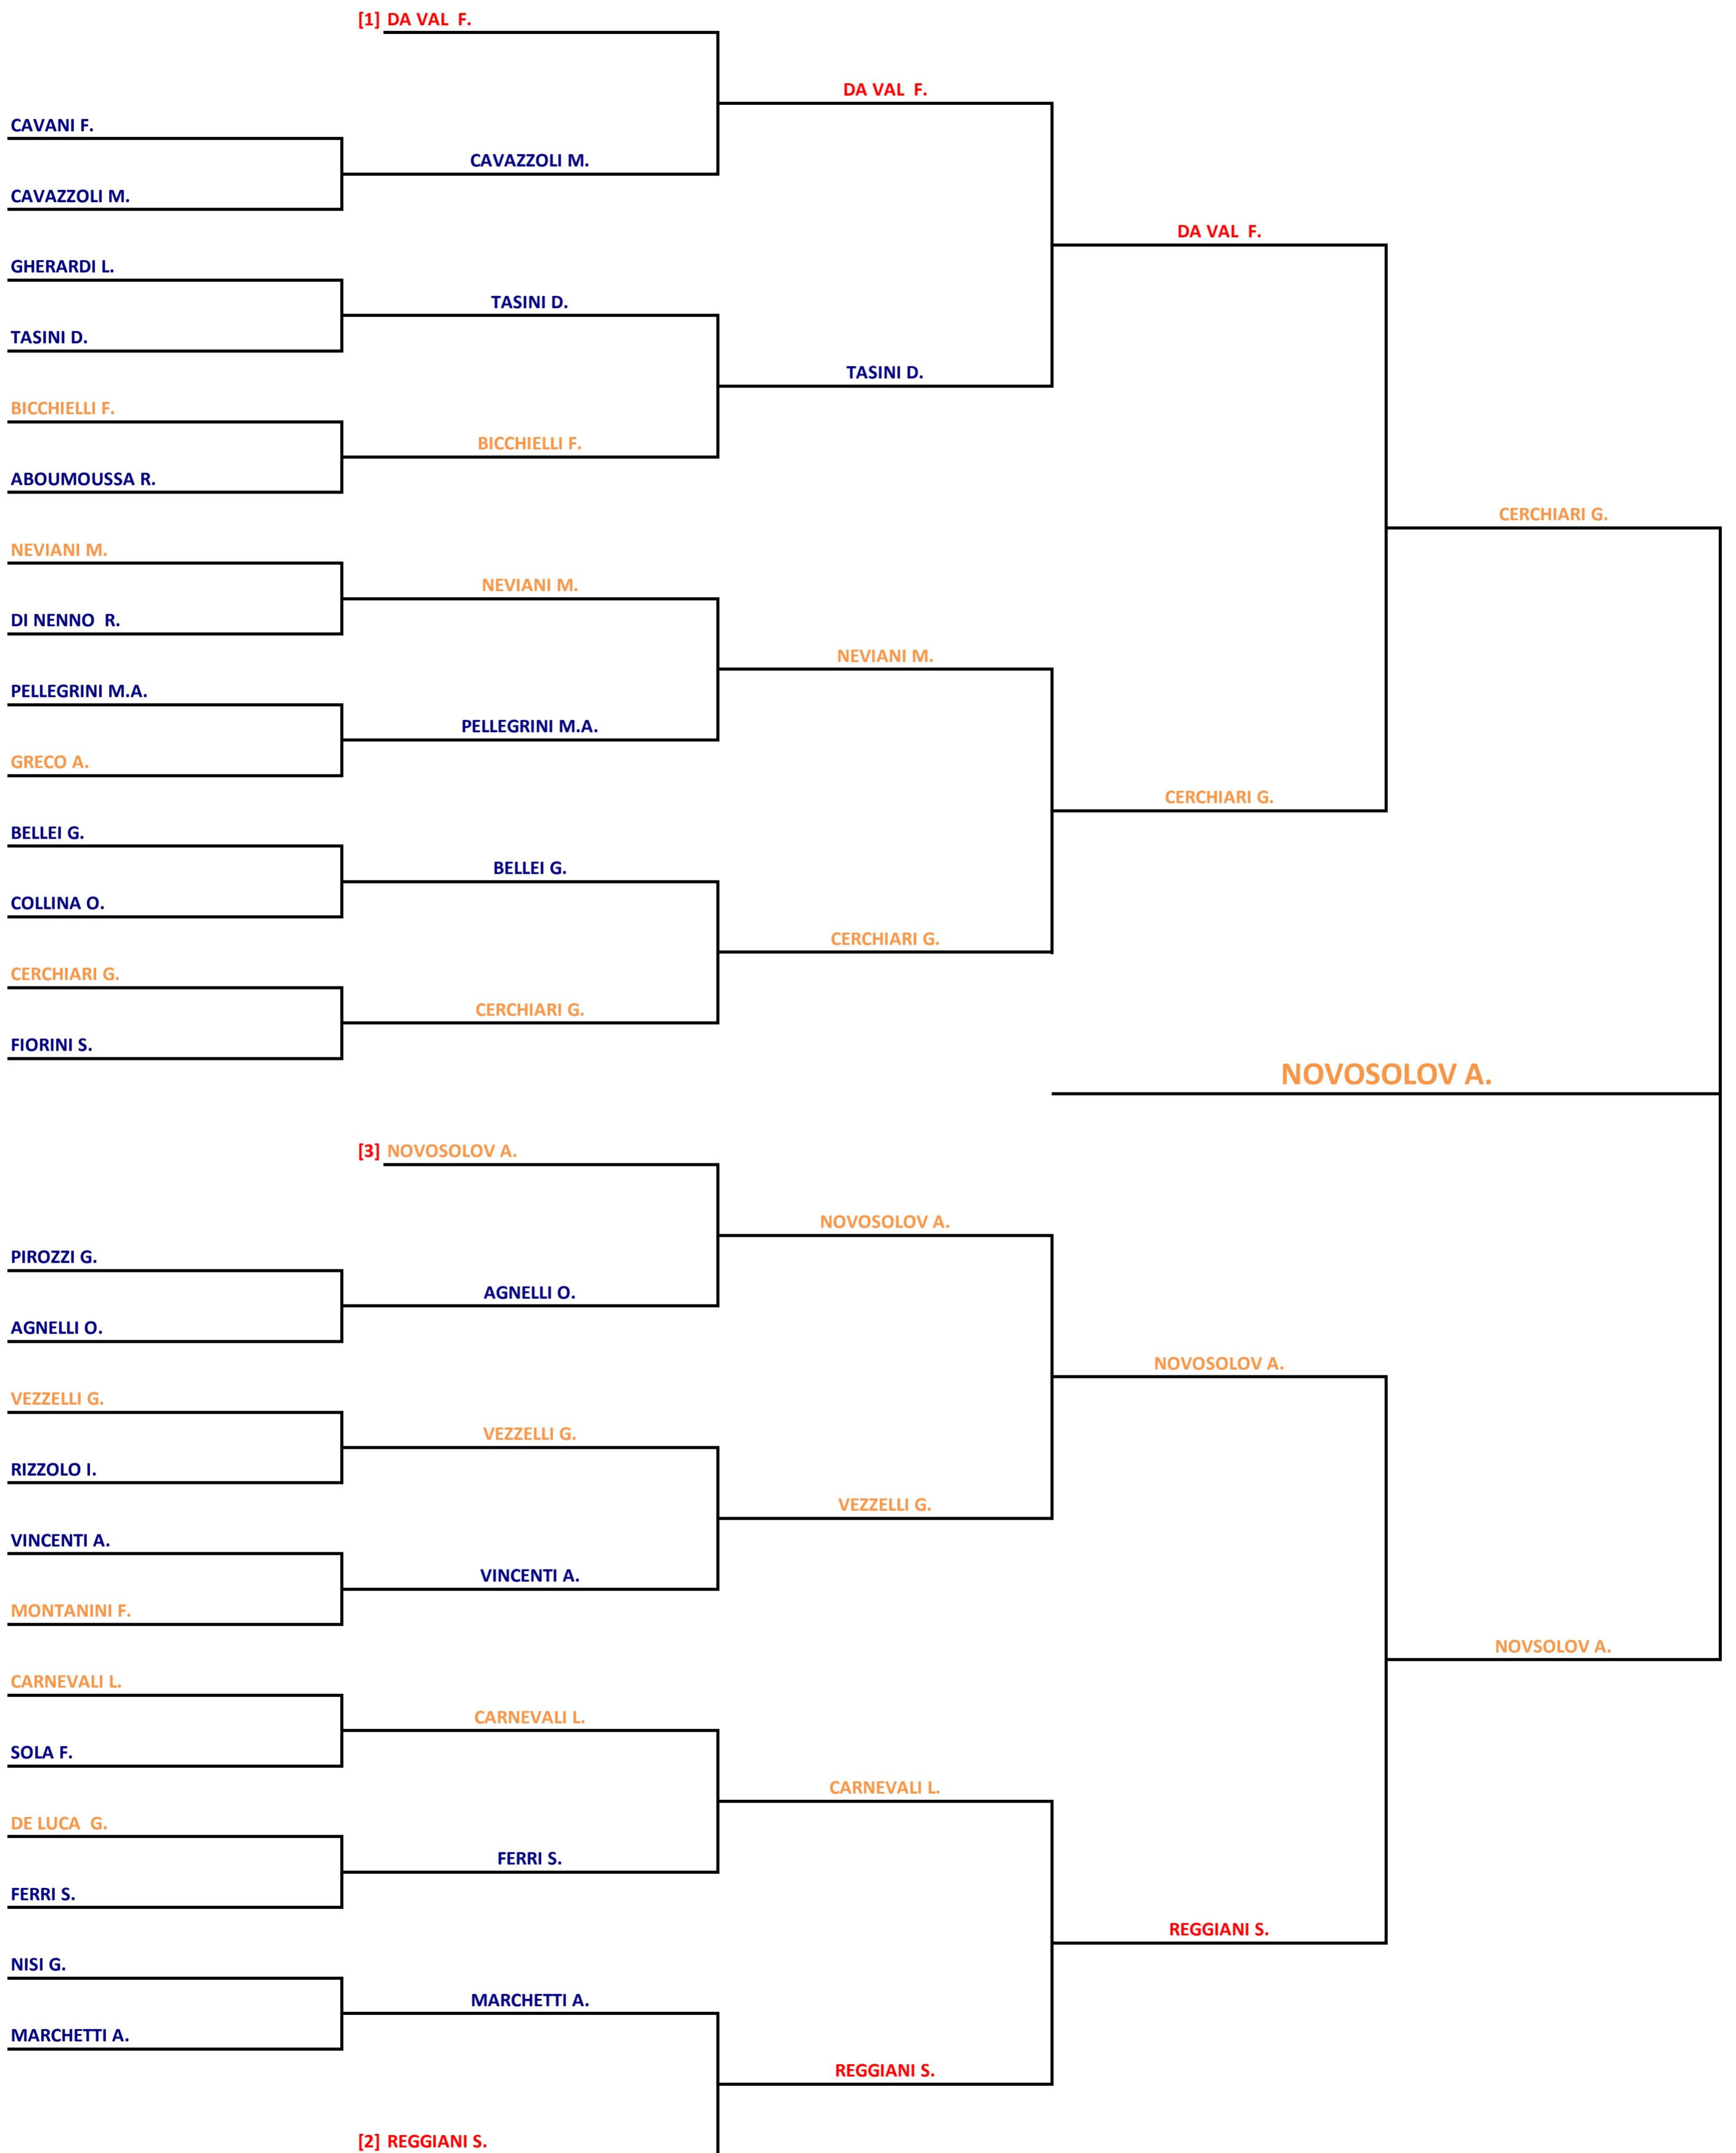 [1] DA VAL  F.
DA VAL  F.
CAVANI F.
CAVAZZOLI M.
CAVAZZOLI M.
DA VAL  F.
GHERARDI L.
TASINI D.
TASINI D.
TASINI D.
BICCHIELLI F.
BICCHIELLI F.
ABOUMOUSSA R.
CERCHIARI G.
NEVIANI M.
NEVIANI M.
DI NENNO  R.
NEVIANI M.
PELLEGRINI M.A.
PELLEGRINI M.A.
GRECO A.
CERCHIARI G.
BELLEI G.
BELLEI G.
COLLINA O.
CERCHIARI G.
CERCHIARI G.
CERCHIARI G.
FIORINI S.
NOVOSOLOV A.
[3] NOVOSOLOV A.
NOVOSOLOV A.
PIROZZI G.
AGNELLI O.
AGNELLI O.
NOVOSOLOV A.
VEZZELLI G.
VEZZELLI G.
RIZZOLO I.
VEZZELLI G.
VINCENTI A.
VINCENTI A.
MONTANINI F.
NOVSOLOV A.
CARNEVALI L.
CARNEVALI L.
SOLA F.
CARNEVALI L.
DE LUCA  G.
FERRI S.
FERRI S.
REGGIANI S.
NISI G.
MARCHETTI A.
MARCHETTI A.
REGGIANI S.
[2] REGGIANI S.